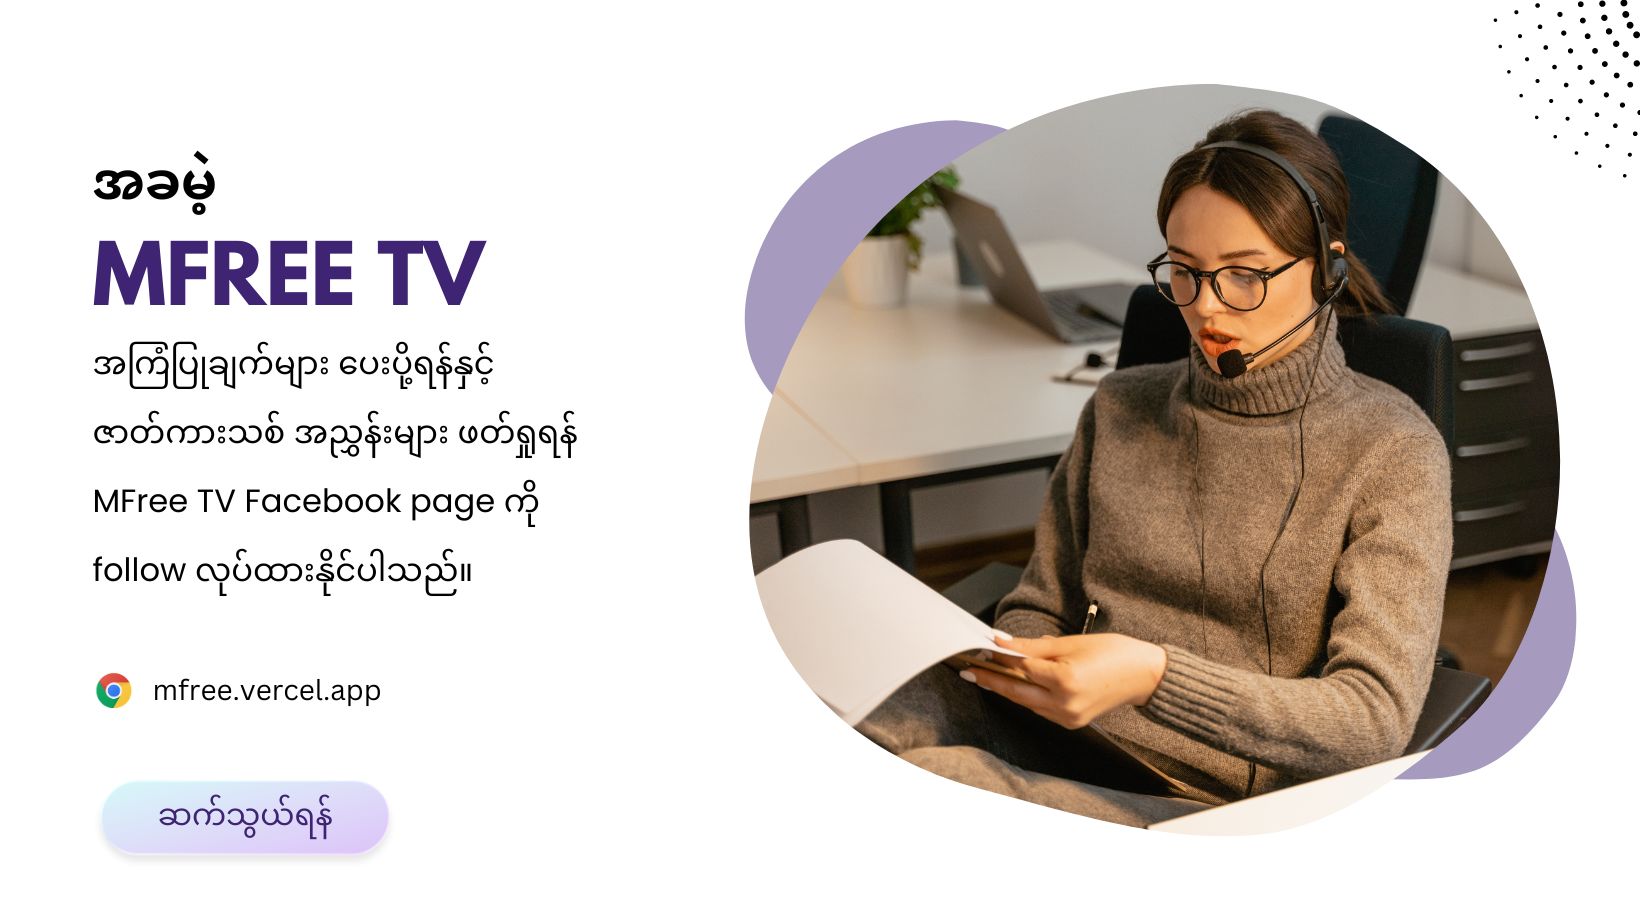 အခမဲ့
MFREE TV
အကြံပြုချက်များ ပေးပို့ရန်နှင့်
ဇာတ်ကားသစ် အညွှန်းများ ဖတ်ရှုရန်
MFree TV Facebook page ကို
follow လုပ်ထားနိုင်ပါသည်။
mfree.vercel.app
ဆက်သွယ်ရန်